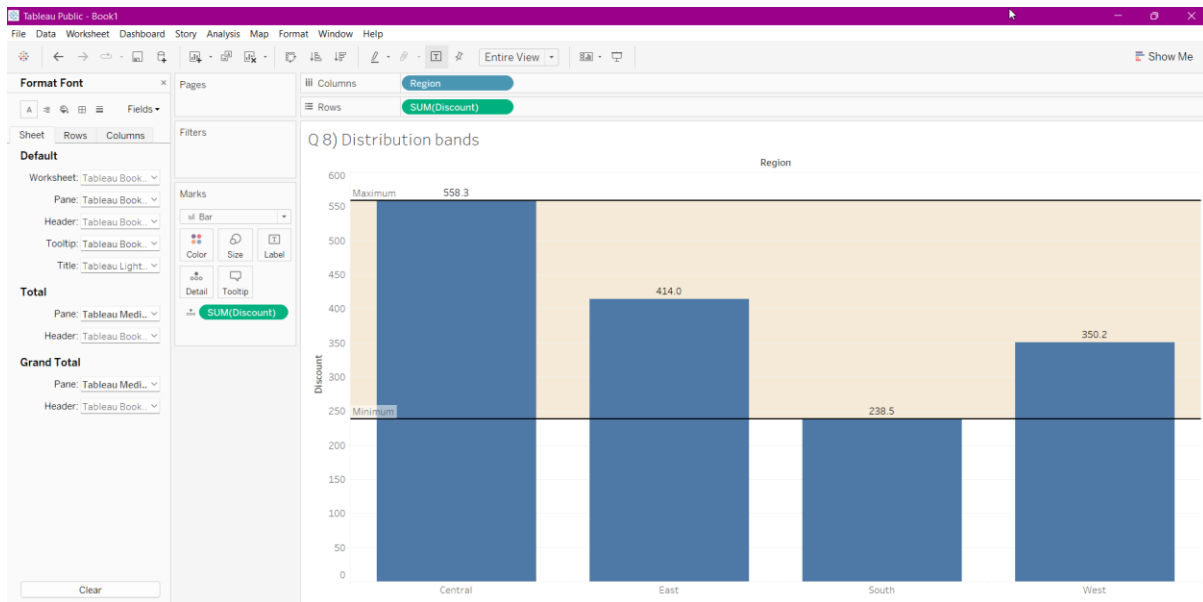 Tableau Public - Book1
File Data Worksheet Dashboard Story Analysis Map Format Window Help
Entire View
Show Me
Format Font
Fields
Sheet Rows Columns
Default
Worksheet: Tableau Book..
Pane: Tableau Book..
Header: Tableau Book..
Tooltip: Tableau Book..
Title: Tableau Light..
Total
Pane: Tableau Medi..
Header: Tableau Book..
Grand Total
Pane: Tableau Medi..
Header: Tableau Book..
Clear
Pages
Filters
Marks
Bar
Color Size Label
Detail Tooltip
SUM(Discount)
Columns Region
Rows SUM(Discount)
Q 8) Distribution bands
Region
600
550
500
450
400
350
300
250
200
150
100
50
0
Discount
Maximum
Minimum
558.3
414.0
238.5
350.2
Central East South West